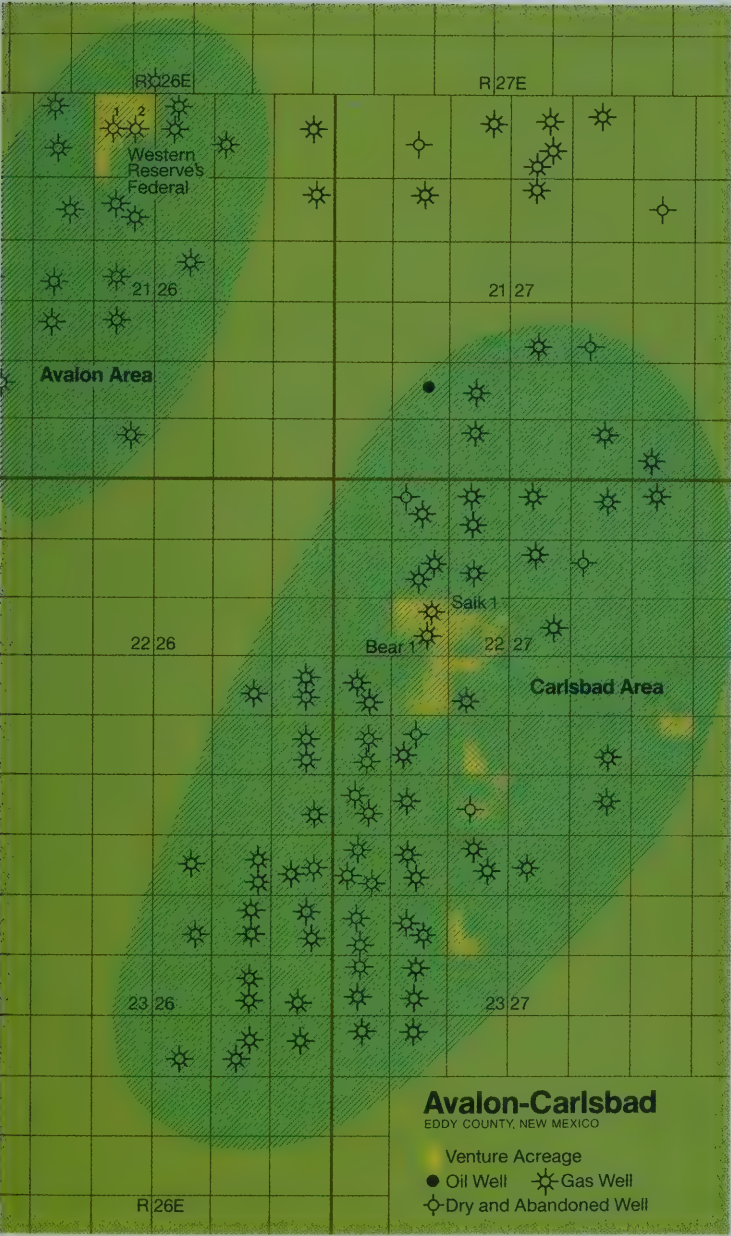 R 26E
R 27E
1
2
Western
Reserve's
Federal
21 26
21 27
Avalon Area
Saik 1
22 26
Bear 1
22 27
Carlsbad Area
23 26
23 27
Avalon-Carlsbad
EDDY COUNTY, NEW MEXICO
Venture Acreage
Oil Well
Gas Well
Dry and Abandoned Well
R 26E